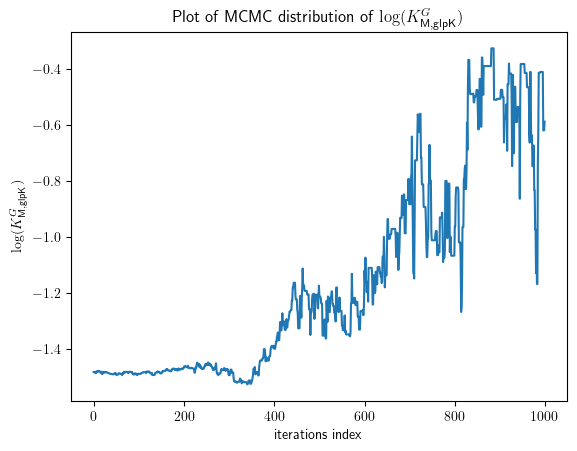 Plot of MCMC distribution of log(K^G_M,glpK)
−0.4
−0.6
−0.8
−1.0
−1.2
−1.4
log(K^G_M,glpK)
0 200 400 600 800 1000
iterations index